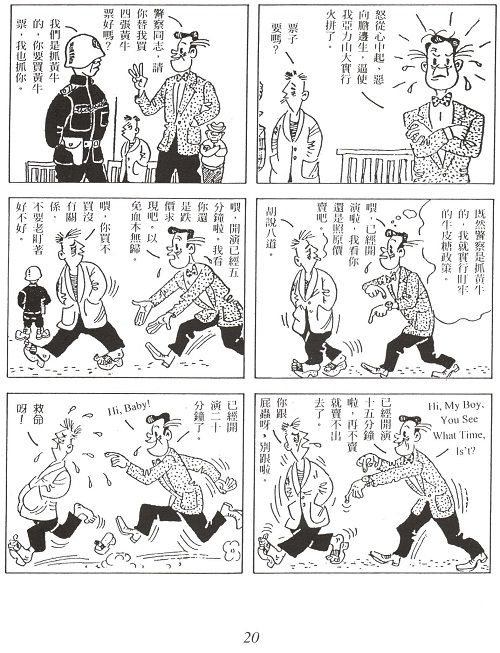 怒從心中起、惡
向膽邊生，逼使
我亞力山大實行
火拼了。
票子
要嗎？
警察同志，請
你替我買
四張黃牛
票好嗎？
我們是抓黃牛
的，你要買黃牛
票，我也抓你。
既然警察是抓黃牛
的，我就實行盯牢
的牛皮糖政策。
喂，已經開
演啦，我看你
還是照原價
賣吧。
胡說八道。
喂，開演已經五
分鐘啦，我看
你還
是跌
價求
現吧。以
免血本無歸。
喂，你買不
買沒
有關
係，
不要老盯著
好不好。
Hi, My Boy,
You See
What Time,
Is't?
已經開演
十五分鐘
啦，再不賣
就賣不出
去了。
你跟
屁蟲呀，別跟啦。
已經開
演二十
分鐘了。
Hi, Baby!
救命
呀！
20